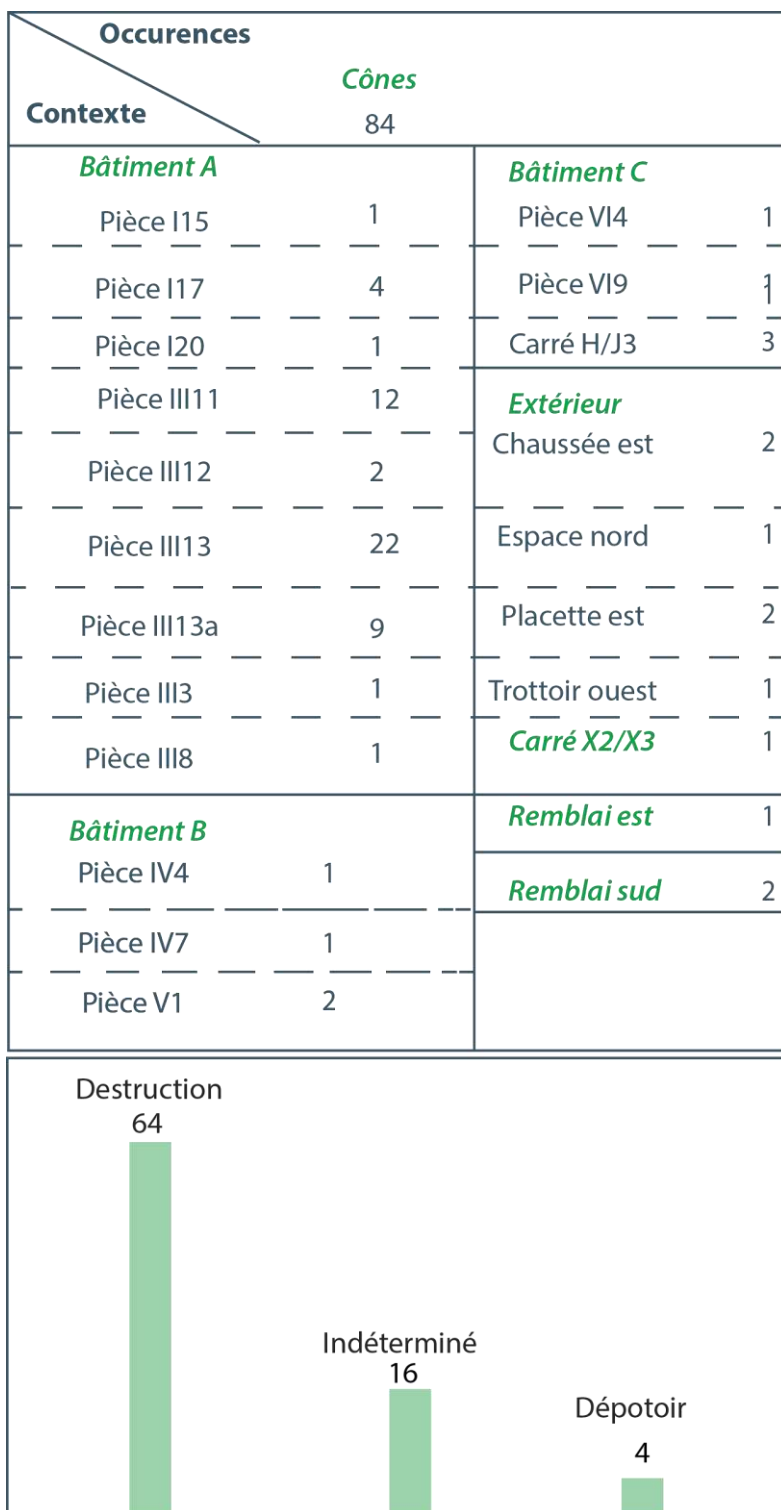 Occurences
Contexte
Cônes
84
Bâtiment A
Pièce I15 1
Pièce I17 4
Pièce I20 1
Pièce III11 12
Pièce III12 2
Pièce III13 22
Pièce III13a 9
Pièce III3 1
Pièce III8 1
Bâtiment B
Pièce IV4 1
Pièce IV7 1
Pièce V1 2
Bâtiment C
Pièce VI4 1
Pièce VI9 1 1
Carré H/J3 3
Extérieur
Chaussée est 2
Espace nord 1
Placette est 2
Trottoir ouest 1
Carré X2/X3 1
Remblai est 1
Remblai sud 2
Destruction
64
Indéterminé
16
Dépotoir
4